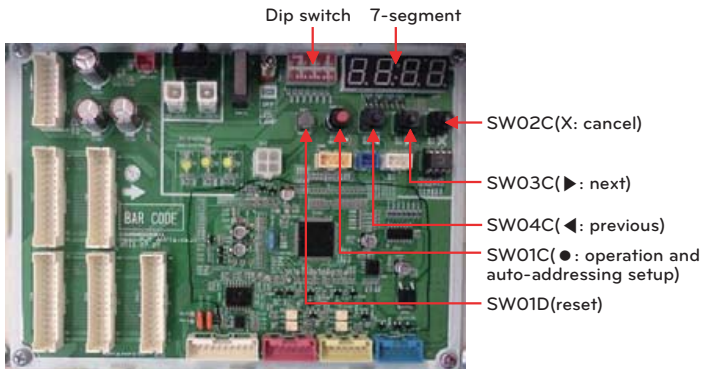 Dip switch 7-segment
SW02C(X: cancel)
SW03C(▶: next)
SW04C(◀: previous)
SW01C(●: operation and
auto-addressing setup)
SW01D(reset)
BAR CODE